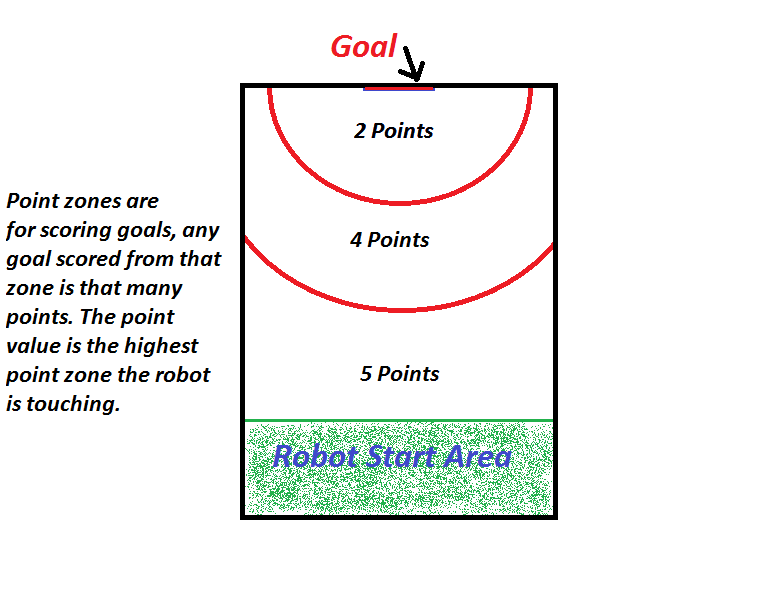 Goal
2 Points
4 Points
5 Points
Robot Start Area
Point zones are
for scoring goals, any
goal scored from that
zone is that many
points. The point
value is the highest
point zone the robot
is touching.